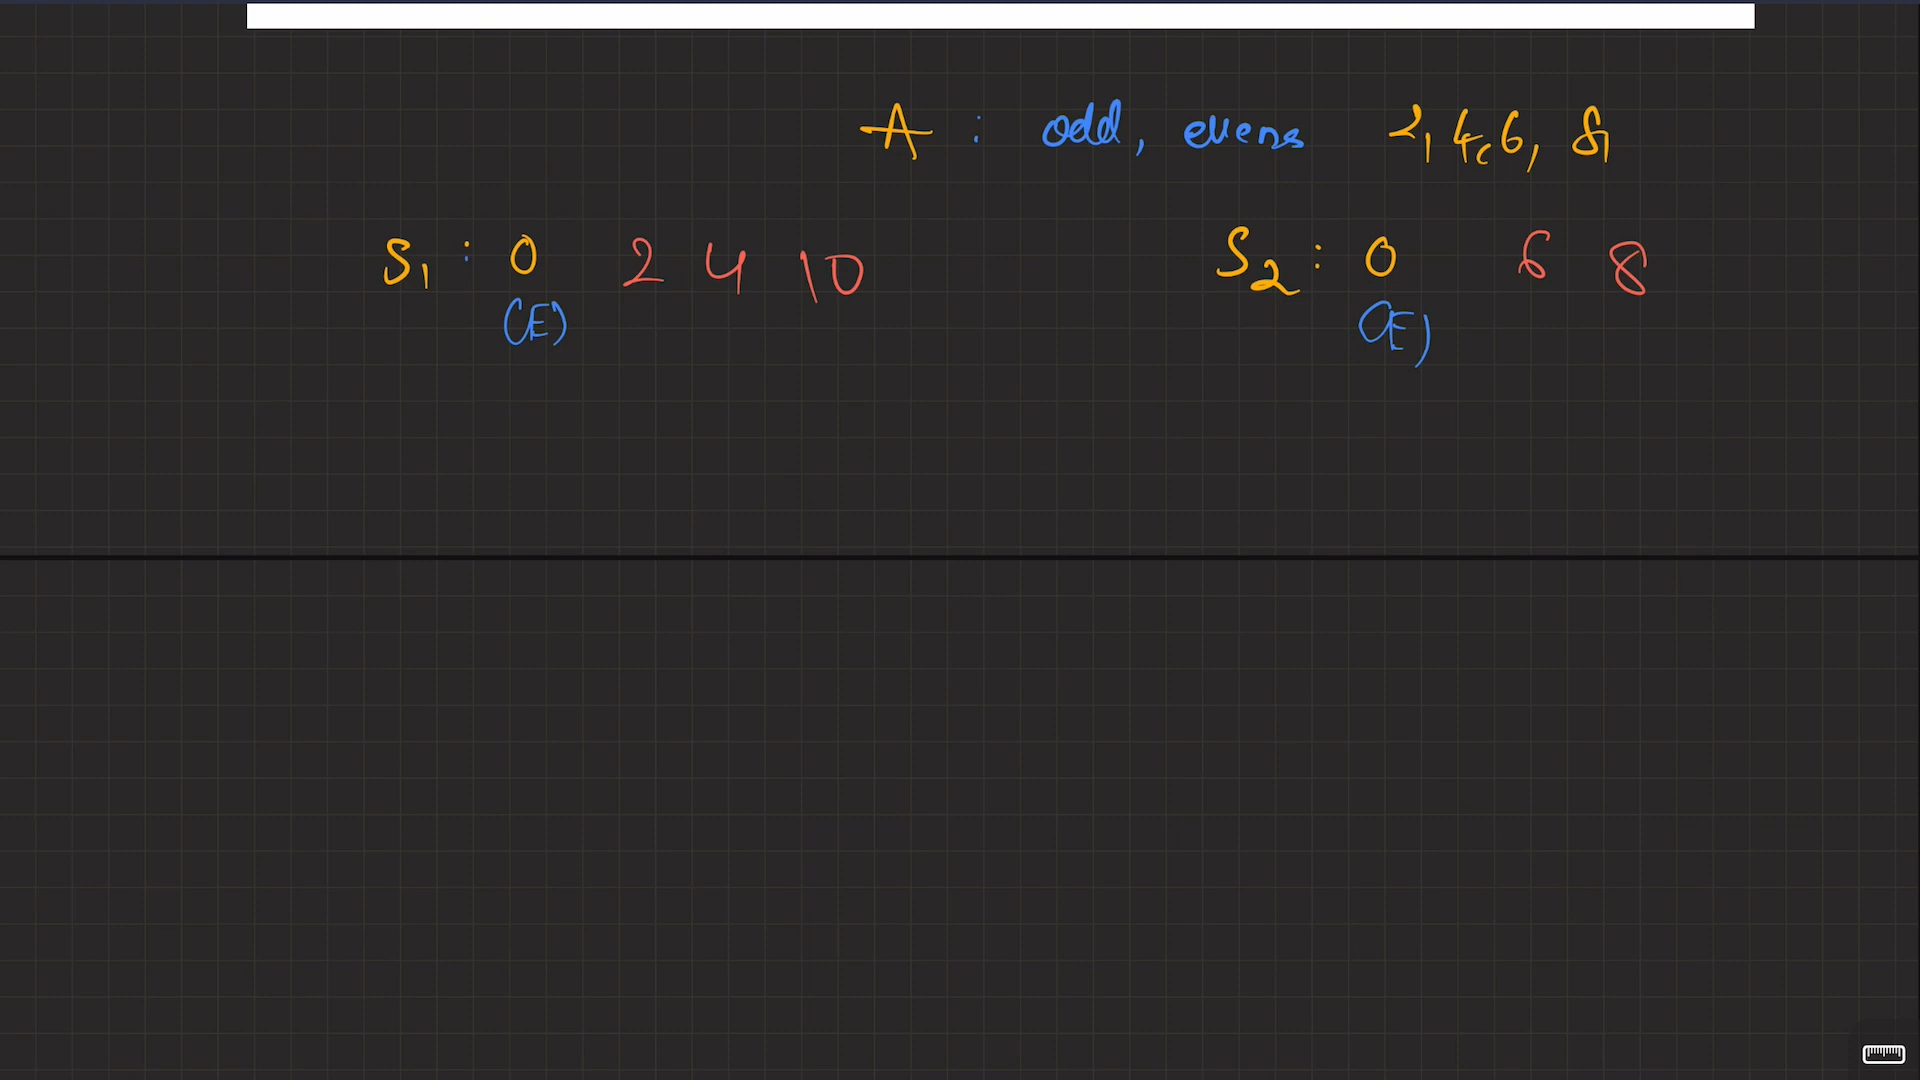 A : odd, evens 2, 4, 6, 8,
S1 : 0 2 4 10 S2 : 0 6 8
(E) (E)